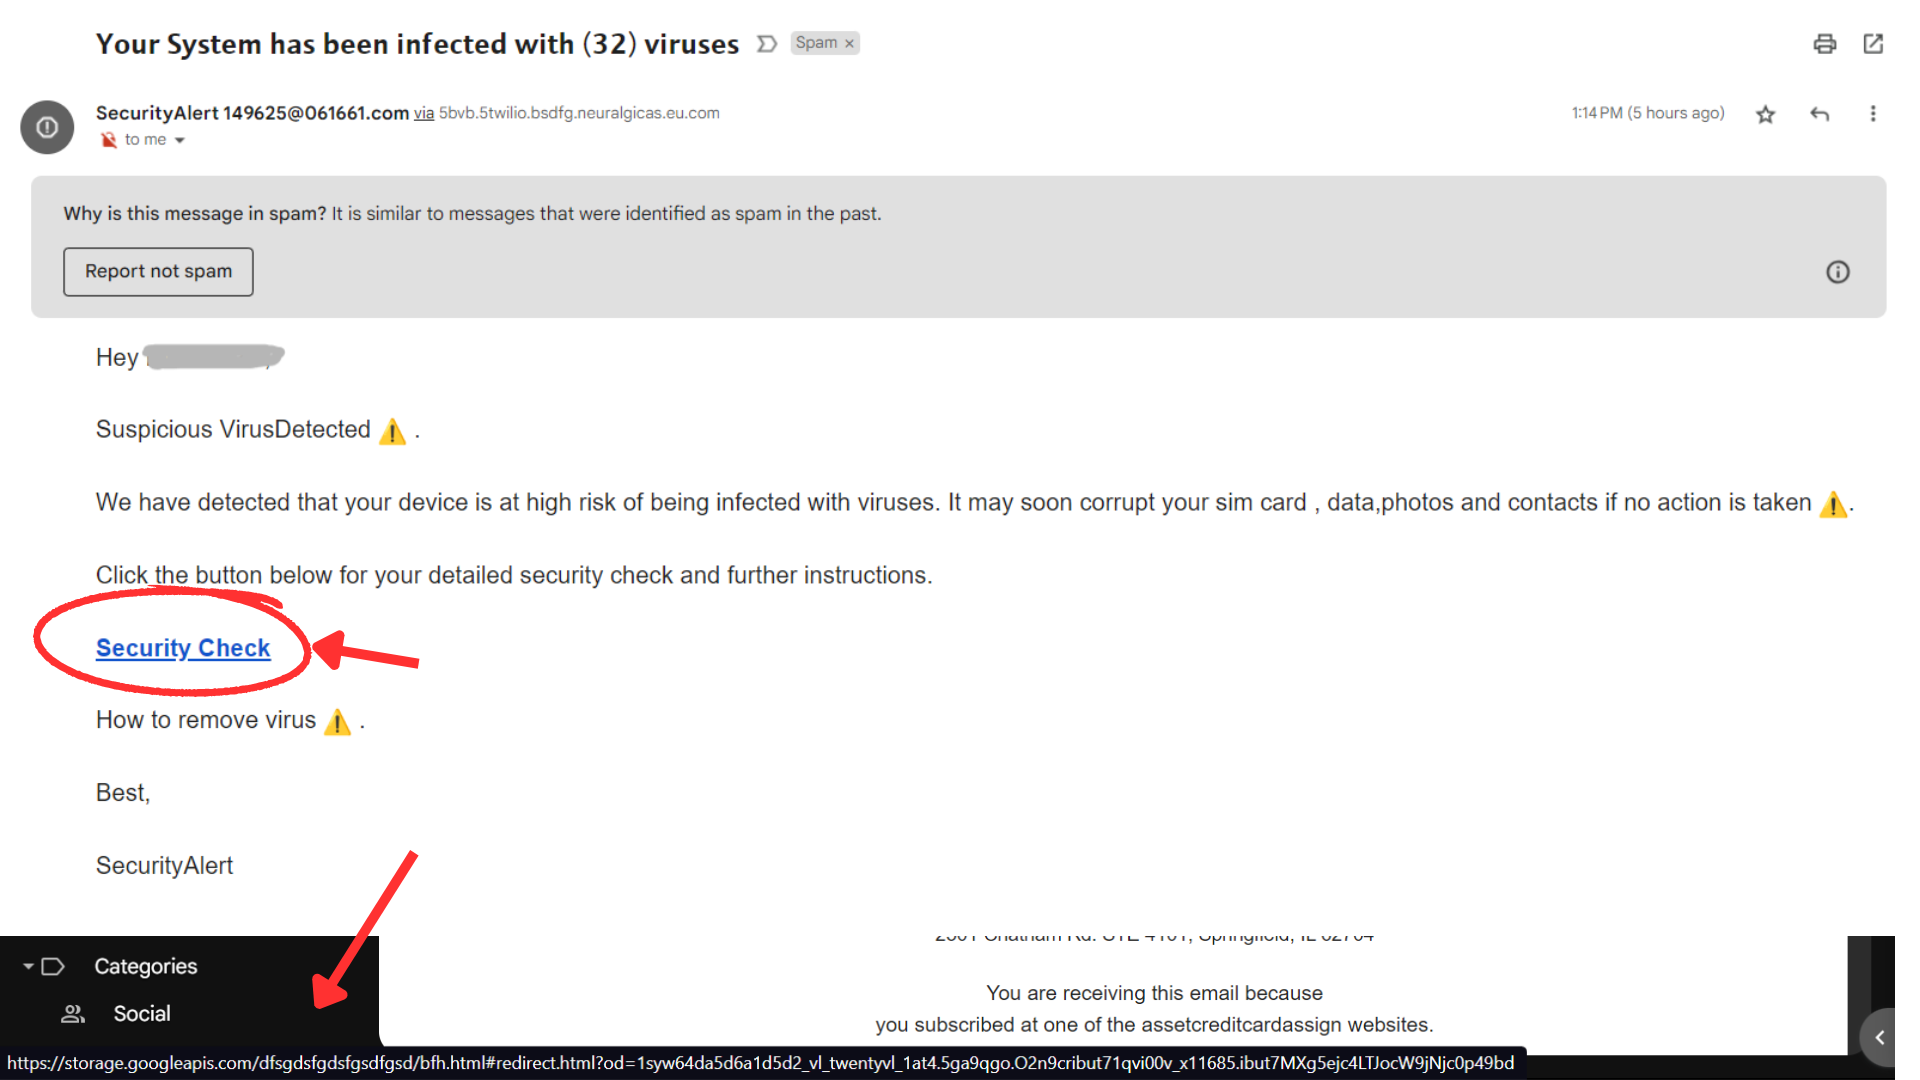 Your System has been infected with (32) viruses Spam ×
SecurityAlert 149625@061661.com via 5bvb.5twilio.bsdfg.neuralgicas.eu.com 1:14 PM (5 hours ago)
to me
Why is this message in spam? It is similar to messages that were identified as spam in the past.
Report not spam
Hey
Suspicious VirusDetected ⚠️ .
We have detected that your device is at high risk of being infected with viruses. It may soon corrupt your sim card , data,photos and contacts if no action is taken ⚠️.
Click the button below for your detailed security check and further instructions.
Security Check
How to remove virus ⚠️ .
Best,
SecurityAlert
Categories
Social
Springfield, IL
You are receiving this email because
you subscribed at one of the assetcreditcardassign websites.
https://storage.googleapis.com/dfsgdsfgdsfgsdfgsd/bfh.html#redirect.html?od=1syw64da5d6a1d5d2_vl_twentyvl_1at4.5ga9qgo.O2n9cribut71qvi00v_x11685.ibut7MXg5ejc4LTJocW9jNjc0p49bd